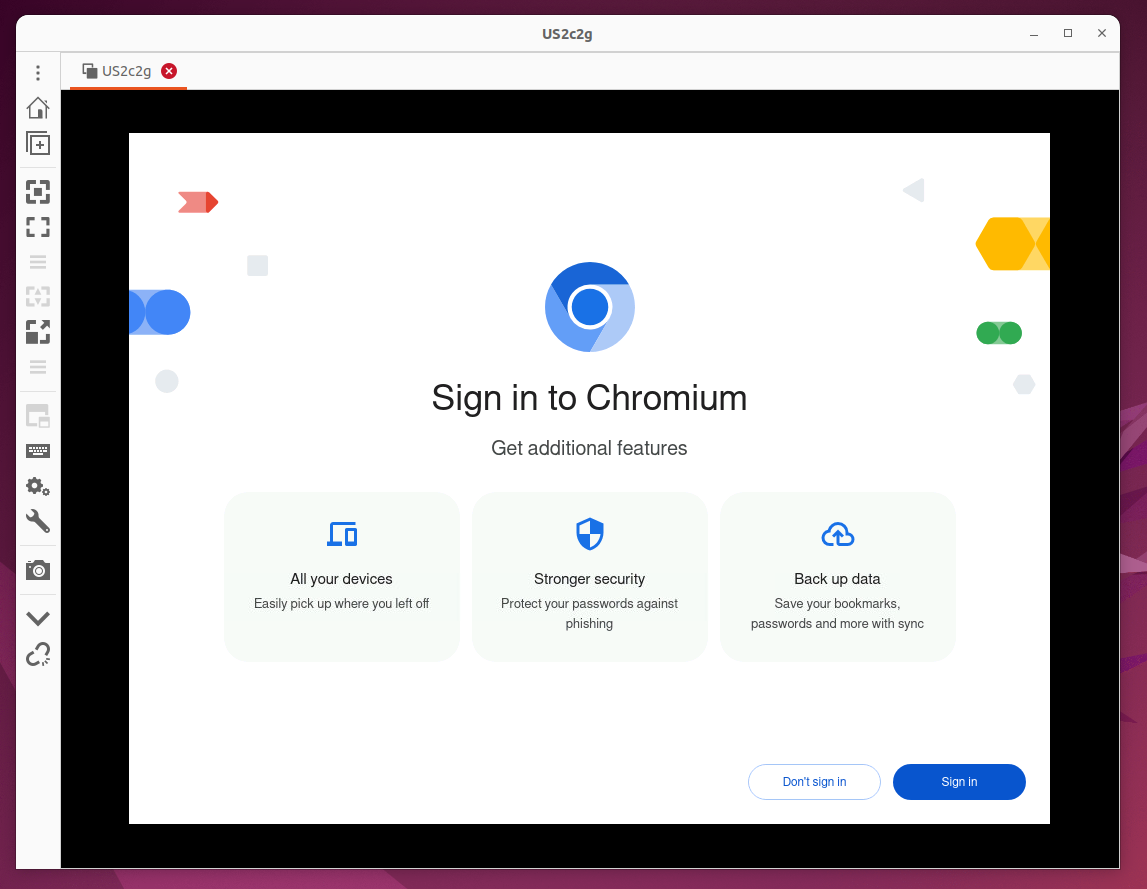 US2c2g
US2c2g
Sign in to Chromium
Get additional features
All your devices
Easily pick up where you left off
Stronger security
Protect your passwords against
phishing
Back up data
Save your bookmarks,
passwords and more with sync
Don't sign in
Sign in